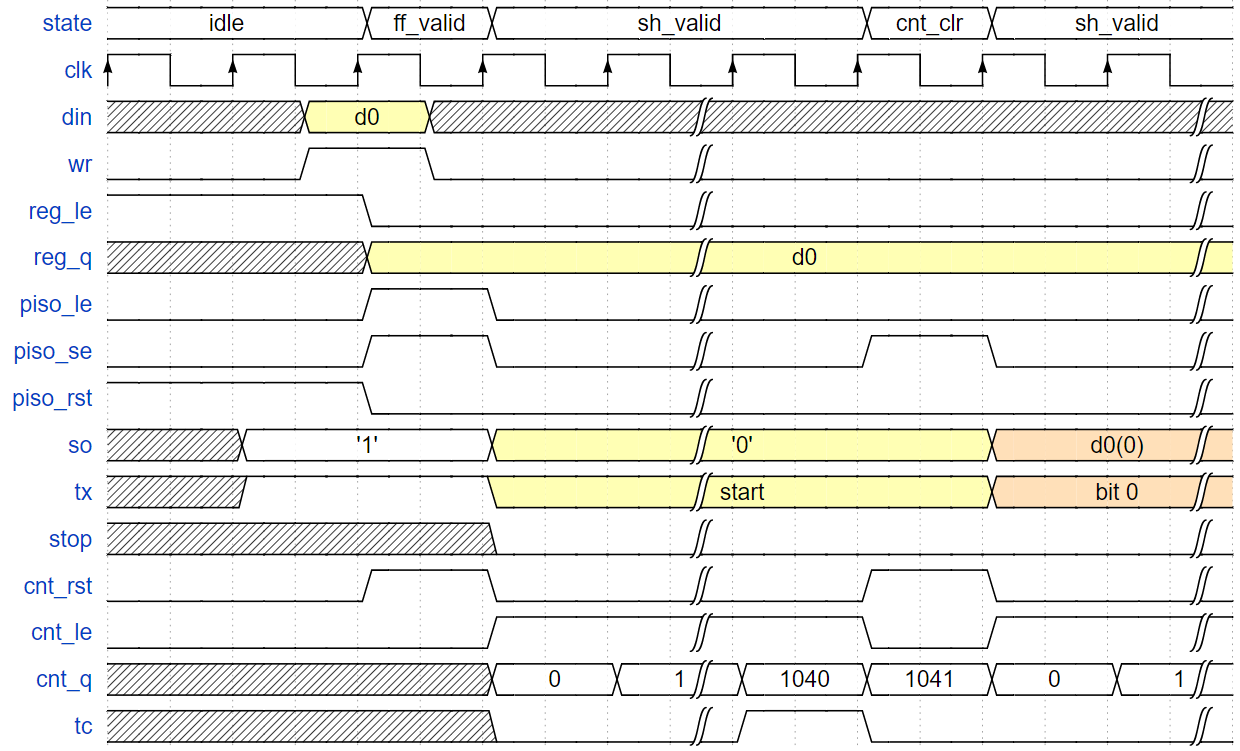 state idle ff_valid sh_valid cnt_clr sh_valid
clk
din d0
wr
reg_le
reg_q d0
piso_le
piso_se
piso_rst
so '1' '0' d0(0)
tx start bit 0
stop
cnt_rst
cnt_le
cnt_q 0 1 1040 1041 0 1
tc